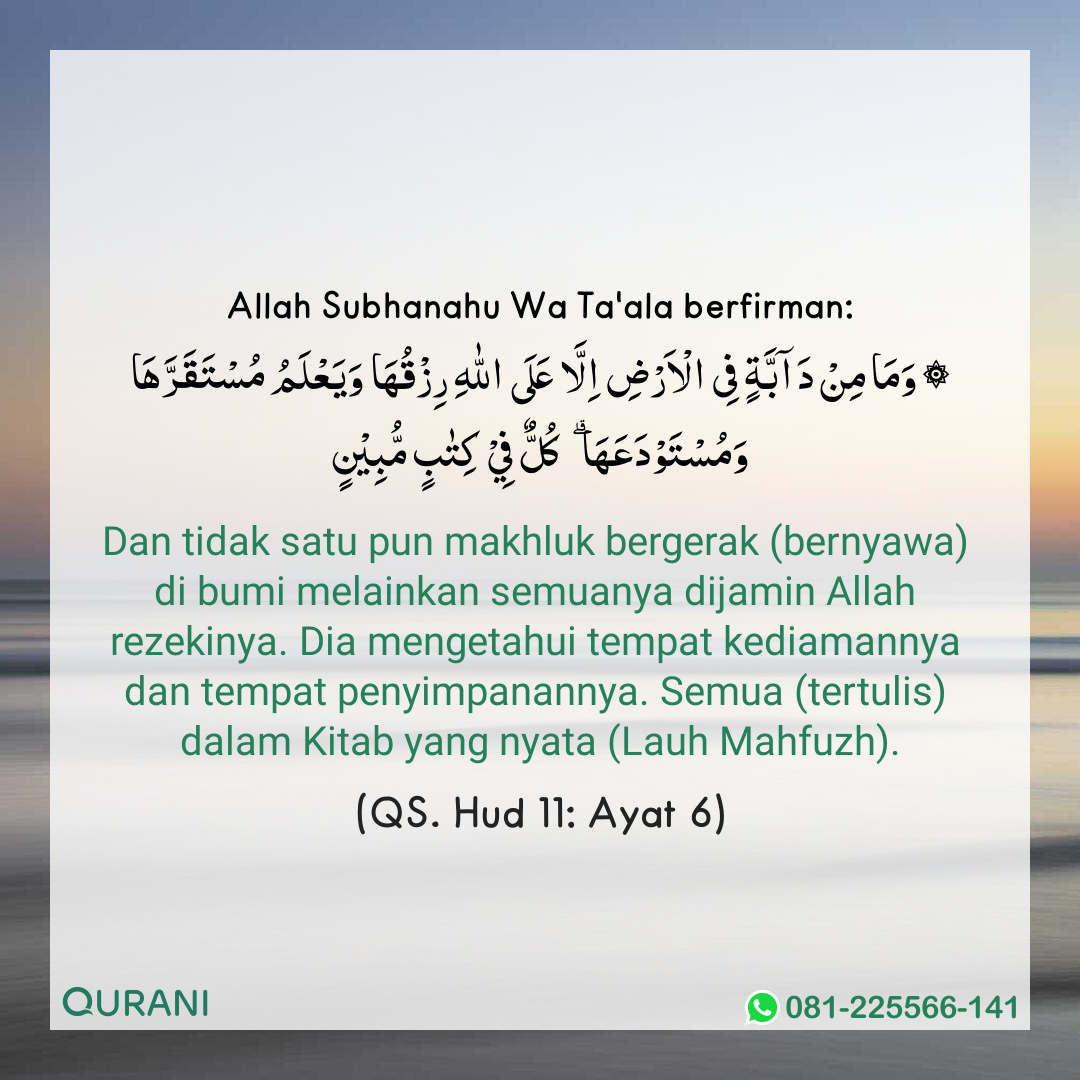 Allah Subhanahu Wa Ta'ala berfirman:
۞ وَمَا مِنْ دَاۤبَّةٍ فِى الْاَرْضِ اِلَّا عَلَى اللّٰهِ رِزْقُهَا وَيَعْلَمُ مُسْتَقَرَّهَا
وَمُسْتَوْدَعَهَا ۗ كُلٌّ فِيْ كِتٰبٍ مُّبِيْنٍ
Dan tidak satu pun makhluk bergerak (bernyawa)
di bumi melainkan semuanya dijamin Allah
rezekinya. Dia mengetahui tempat kediamannya
dan tempat penyimpanannya. Semua (tertulis)
dalam Kitab yang nyata (Lauh Mahfuzh).
(QS. Hud 11: Ayat 6)
QURANI
081-225566-141